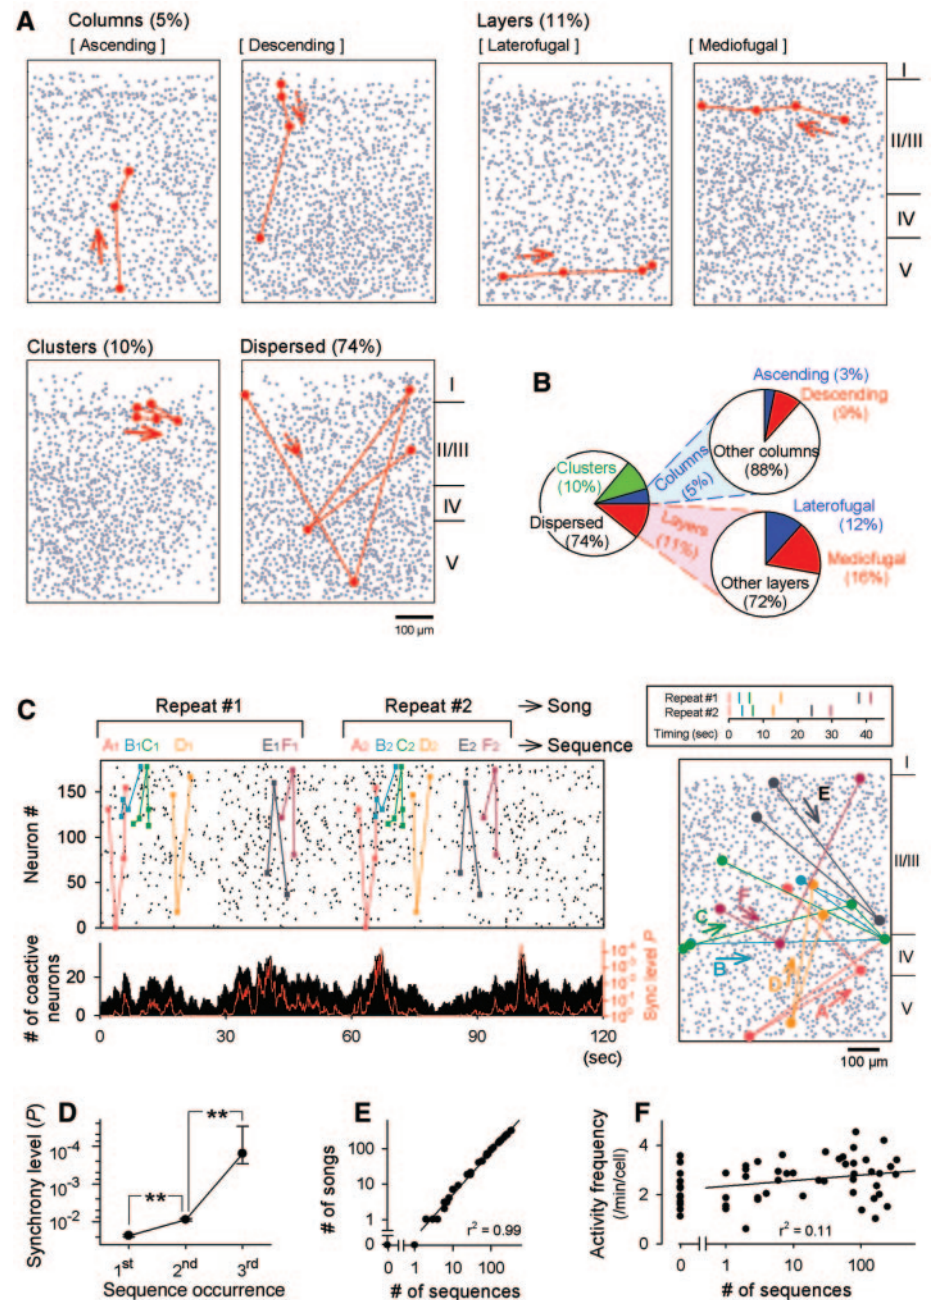 A
Columns (5%)
[ Ascending ]
[ Descending ]
Layers (11%)
[ Laterofugal ]
[ Mediofugal ]
I
II/III
IV
V
Clusters (10%)
Dispersed (74%)
I
II/III
IV
V
100 µm
B
Clusters
(10%)
Dispersed
(74%)
Columns
(5%)
Layers
(11%)
Ascending (3%)
Descending
(9%)
Other columns
(88%)
Laterofugal
(12%)
Mediofugal
(16%)
Other layers
(72%)
C
Repeat #1
Repeat #2
Song
Sequence
A1 B1 C1 D1 E1 F1 A2 B2 C2 D2 E2 F2
Neuron #
150
100
50
0
# of coactive
neurons
20
0
Sync level P
0 30 60 90 120
(sec)
Repeat #1
Repeat #2
Timing (sec) 0 10 20 30 40
E
F
C
B
D
A
I
II/III
IV
V
100 µm
D
Synchrony level (P)
10⁻⁴
10⁻³
10⁻²
1st 2nd 3rd
**
**
Sequence occurrence
E
# of songs
100
10
1
0
0 1 10 100
r² = 0.99
# of sequences
F
Activity frequency
(/min/cell)
4
2
0
0 1 10 100
r² = 0.11
# of sequences